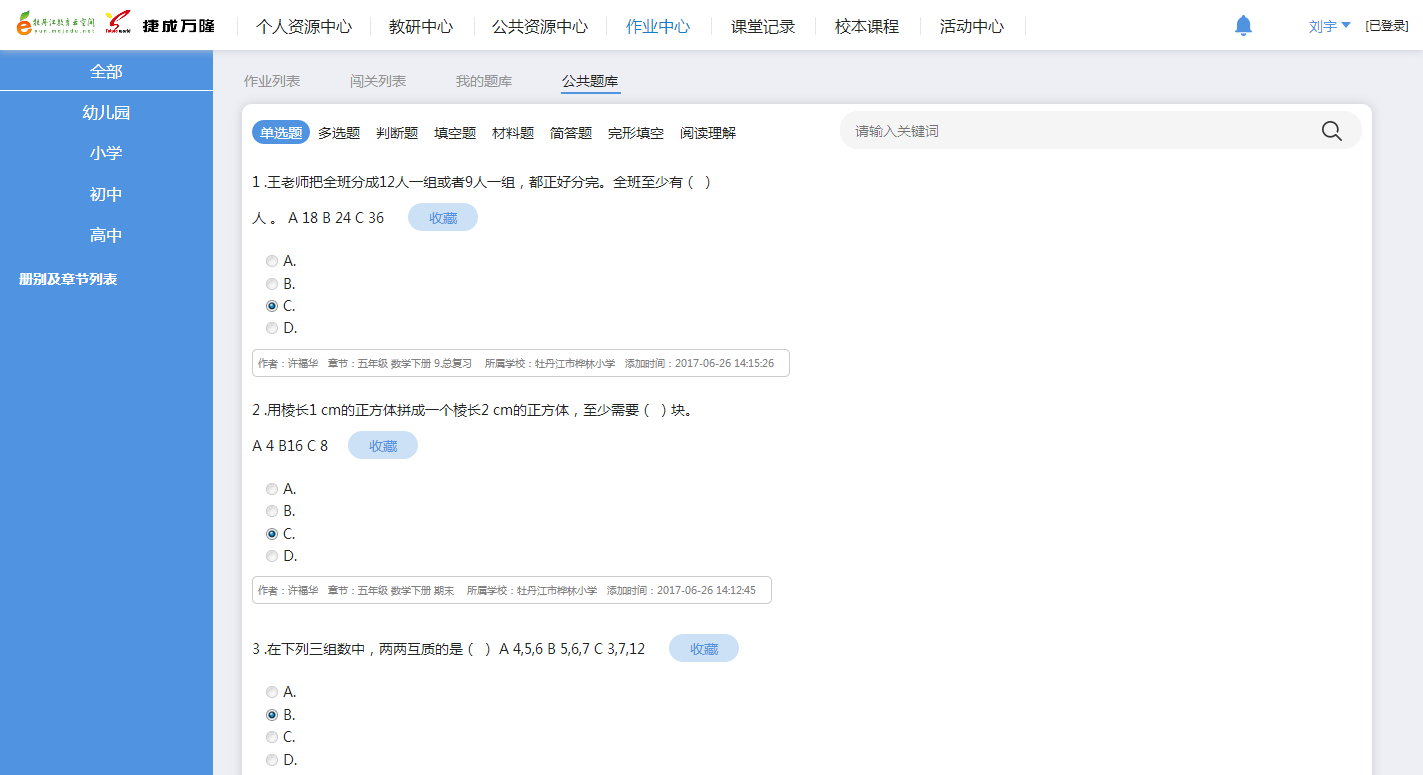 牡丹江教育云空间
yun.mdjedu.net
捷成万隆
个人资源中心
教研中心
公共资源中心
作业中心
课堂记录
校本课程
活动中心
刘宇
[已登录]
全部
幼儿园
小学
初中
高中
册别及章节列表
作业列表
闯关列表
我的题库
公共题库
单选题 多选题 判断题 填空题 材料题 简答题 完形填空 阅读理解
请输入关键词
1 .王老师把全班分成12人一组或者9人一组，都正好分完。全班至少有（ ）
人 。 A 18 B 24 C 36 收藏
A.
B.
C.
D.
作者：许福华 章节：五年级 数学下册 9.总复习 所属学校：牡丹江市桦林小学 添加时间：2017-06-26 14:15:26
2 .用棱长1 cm的正方体拼成一个棱长2 cm的正方体，至少需要（ ）块。
A 4 B16 C 8 收藏
A.
B.
C.
D.
作者：许福华 章节：五年级 数学下册 期末 所属学校：牡丹江市桦林小学 添加时间：2017-06-26 14:12:45
3 .在下列三组数中，两两互质的是（ ） A 4,5,6 B 5,6,7 C 3,7,12 收藏
A.
B.
C.
D.